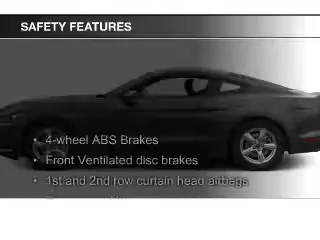 SAFETY FEATURES
• 4-wheel ABS Brakes
• Front Ventilated disc brakes
• 1st and 2nd row curtain head airbags